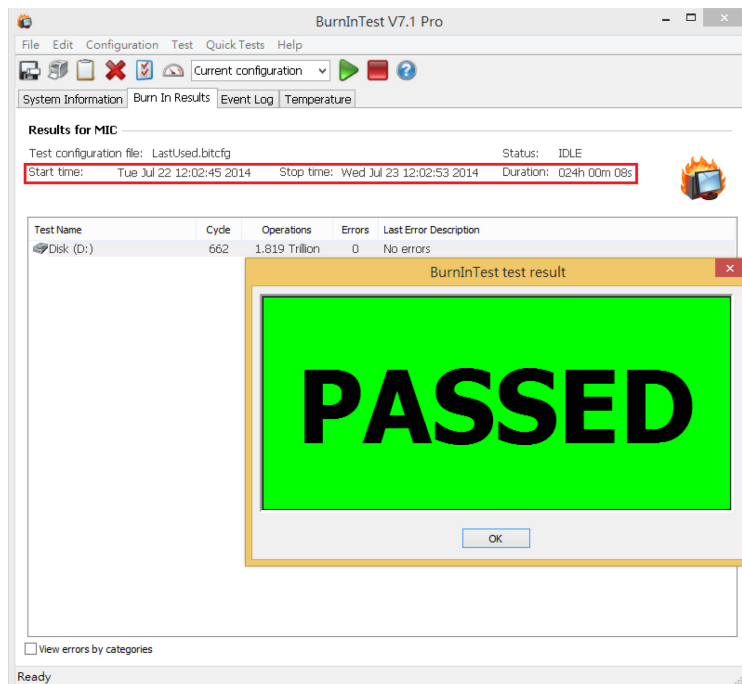 BurnInTest V7.1 Pro
File Edit Configuration Test Quick Tests Help
Current configuration
System Information Burn In Results Event Log Temperature
Results for MIC
Test configuration file: LastUsed.bitcfg Status: IDLE
Start time: Tue Jul 22 12:02:45 2014 Stop time: Wed Jul 23 12:02:53 2014 Duration: 024h 00m 08s
Test Name Cycle Operations Errors Last Error Description
Disk (D:) 662 1.819 Trillion 0 No errors
BurnInTest test result
PASSED
OK
View errors by categories
Ready